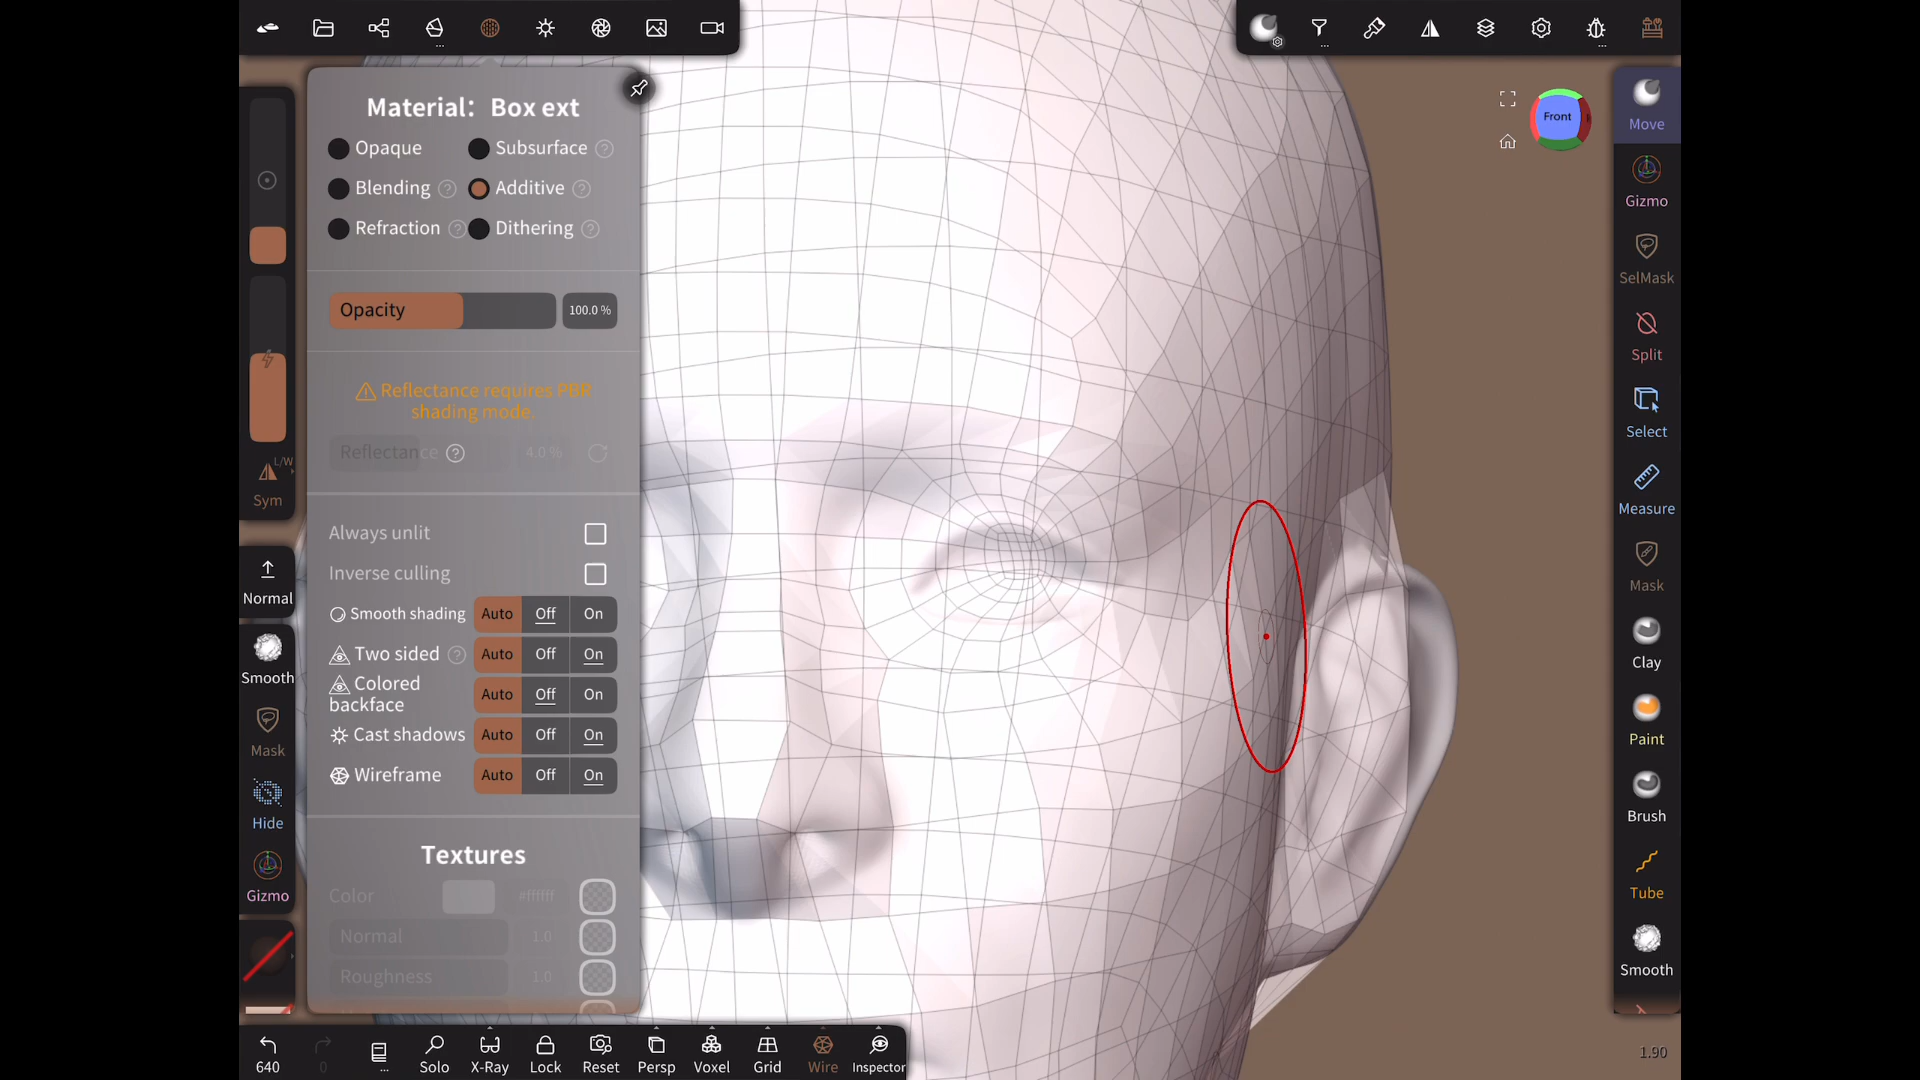 Material: Box ext
Opaque
Subsurface ?
Blending ?
Additive ?
Refraction ?
Dithering ?
Opacity
100.0 %
Reflectance requires PBR
shading mode.
Reflectance ?
4.0 %
Always unlit
Inverse culling
Smooth shading Auto Off On
Two sided ? Auto Off On
Colored
backface Auto Off On
Cast shadows Auto Off On
Wireframe Auto Off On
Textures
Color #ffffff
Normal 1.0
Roughness 1.0
L/W
Sym
Normal
Smooth
Mask
Hide
Gizmo
Front
Move
Gizmo
SelMask
Split
Select
Measure
Mask
Clay
Paint
Brush
Tube
Smooth
1.90
640
0
...
Solo
X-Ray
Lock
Reset
Persp
Voxel
Grid
Wire
Inspector